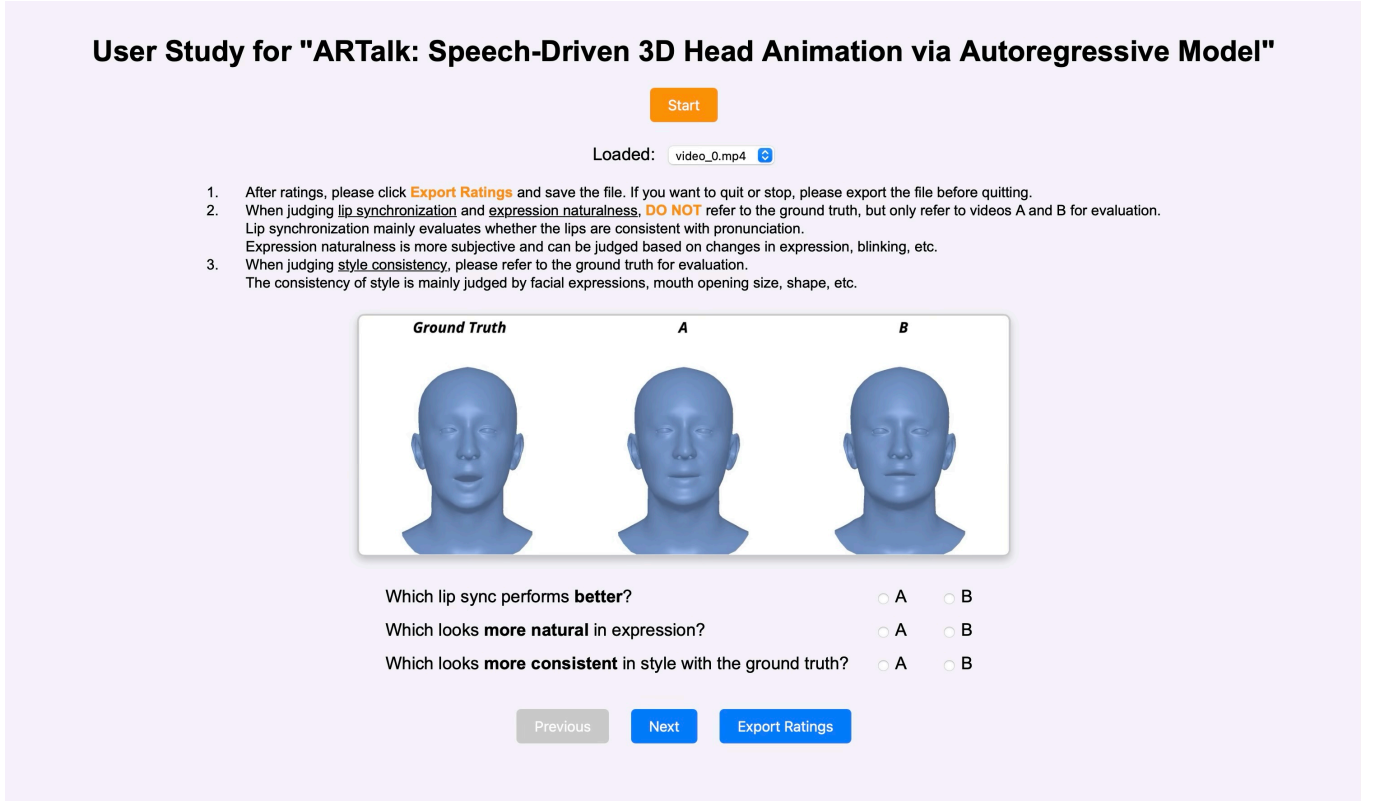 User Study for "ARTalk: Speech-Driven 3D Head Animation via Autoregressive Model"
Start
Loaded: video_0.mp4
1. After ratings, please click Export Ratings and save the file. If you want to quit or stop, please export the file before quitting.
2. When judging lip synchronization and expression naturalness, DO NOT refer to the ground truth, but only refer to videos A and B for evaluation.
Lip synchronization mainly evaluates whether the lips are consistent with pronunciation.
Expression naturalness is more subjective and can be judged based on changes in expression, blinking, etc.
3. When judging style consistency, please refer to the ground truth for evaluation.
The consistency of style is mainly judged by facial expressions, mouth opening size, shape, etc.
Ground Truth A B
Which lip sync performs better? A B
Which looks more natural in expression? A B
Which looks more consistent in style with the ground truth? A B
Previous Next Export Ratings